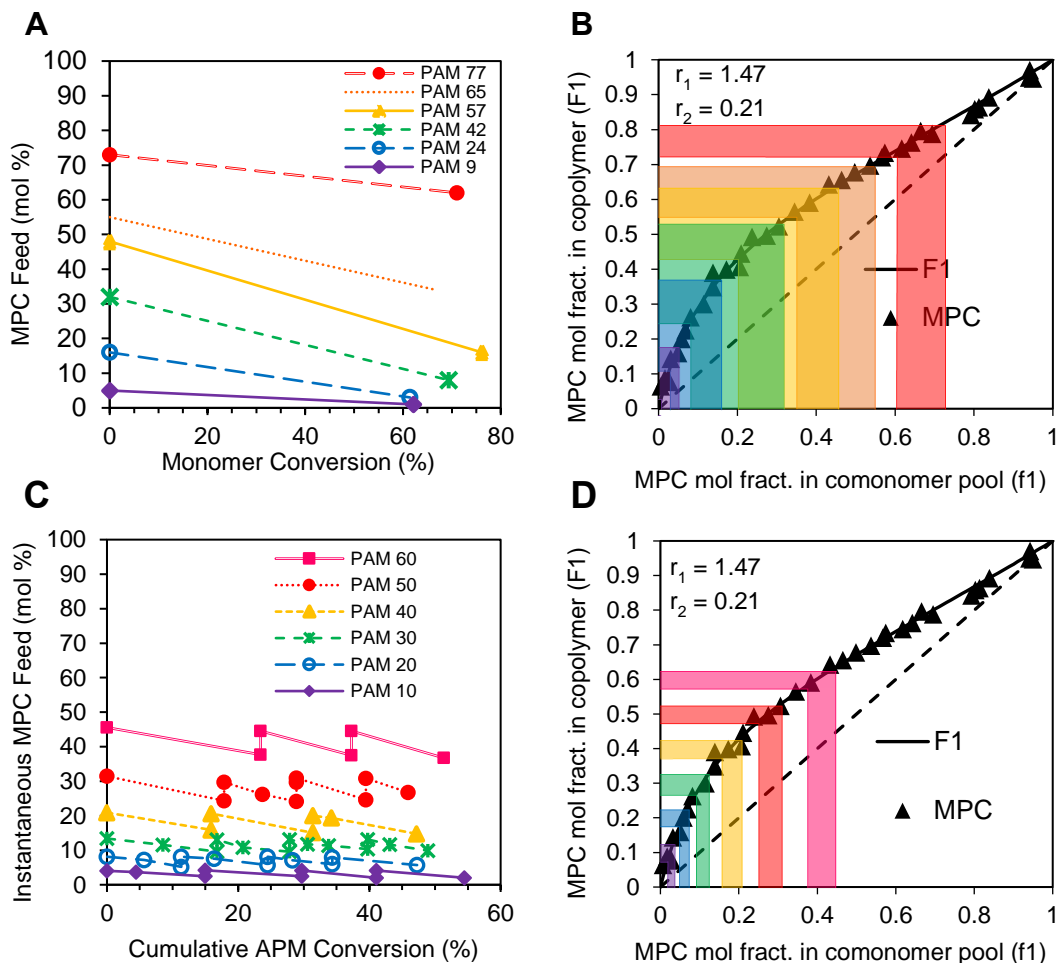 A
MPC Feed (mol %)
100
90
80
70
60
50
40
30
20
10
0
PAM 77
PAM 65
PAM 57
PAM 42
PAM 24
PAM 9
0 20 40 60 80
Monomer Conversion (%)
B
MPC mol fract. in copolymer (F1)
1
0.9
0.8
0.7
0.6
0.5
0.4
0.3
0.2
0.1
0
r1 = 1.47
r2 = 0.21
F1
MPC
0 0.2 0.4 0.6 0.8 1
MPC mol fract. in comonomer pool (f1)
C
Instantaneous MPC Feed (mol %)
100
90
80
70
60
50
40
30
20
10
0
PAM 60
PAM 50
PAM 40
PAM 30
PAM 20
PAM 10
0 20 40 60
Cumulative APM Conversion (%)
D
MPC mol fract. in copolymer (F1)
1
0.9
0.8
0.7
0.6
0.5
0.4
0.3
0.2
0.1
0
r1 = 1.47
r2 = 0.21
F1
MPC
0 0.2 0.4 0.6 0.8 1
MPC mol fract. in comonomer pool (f1)